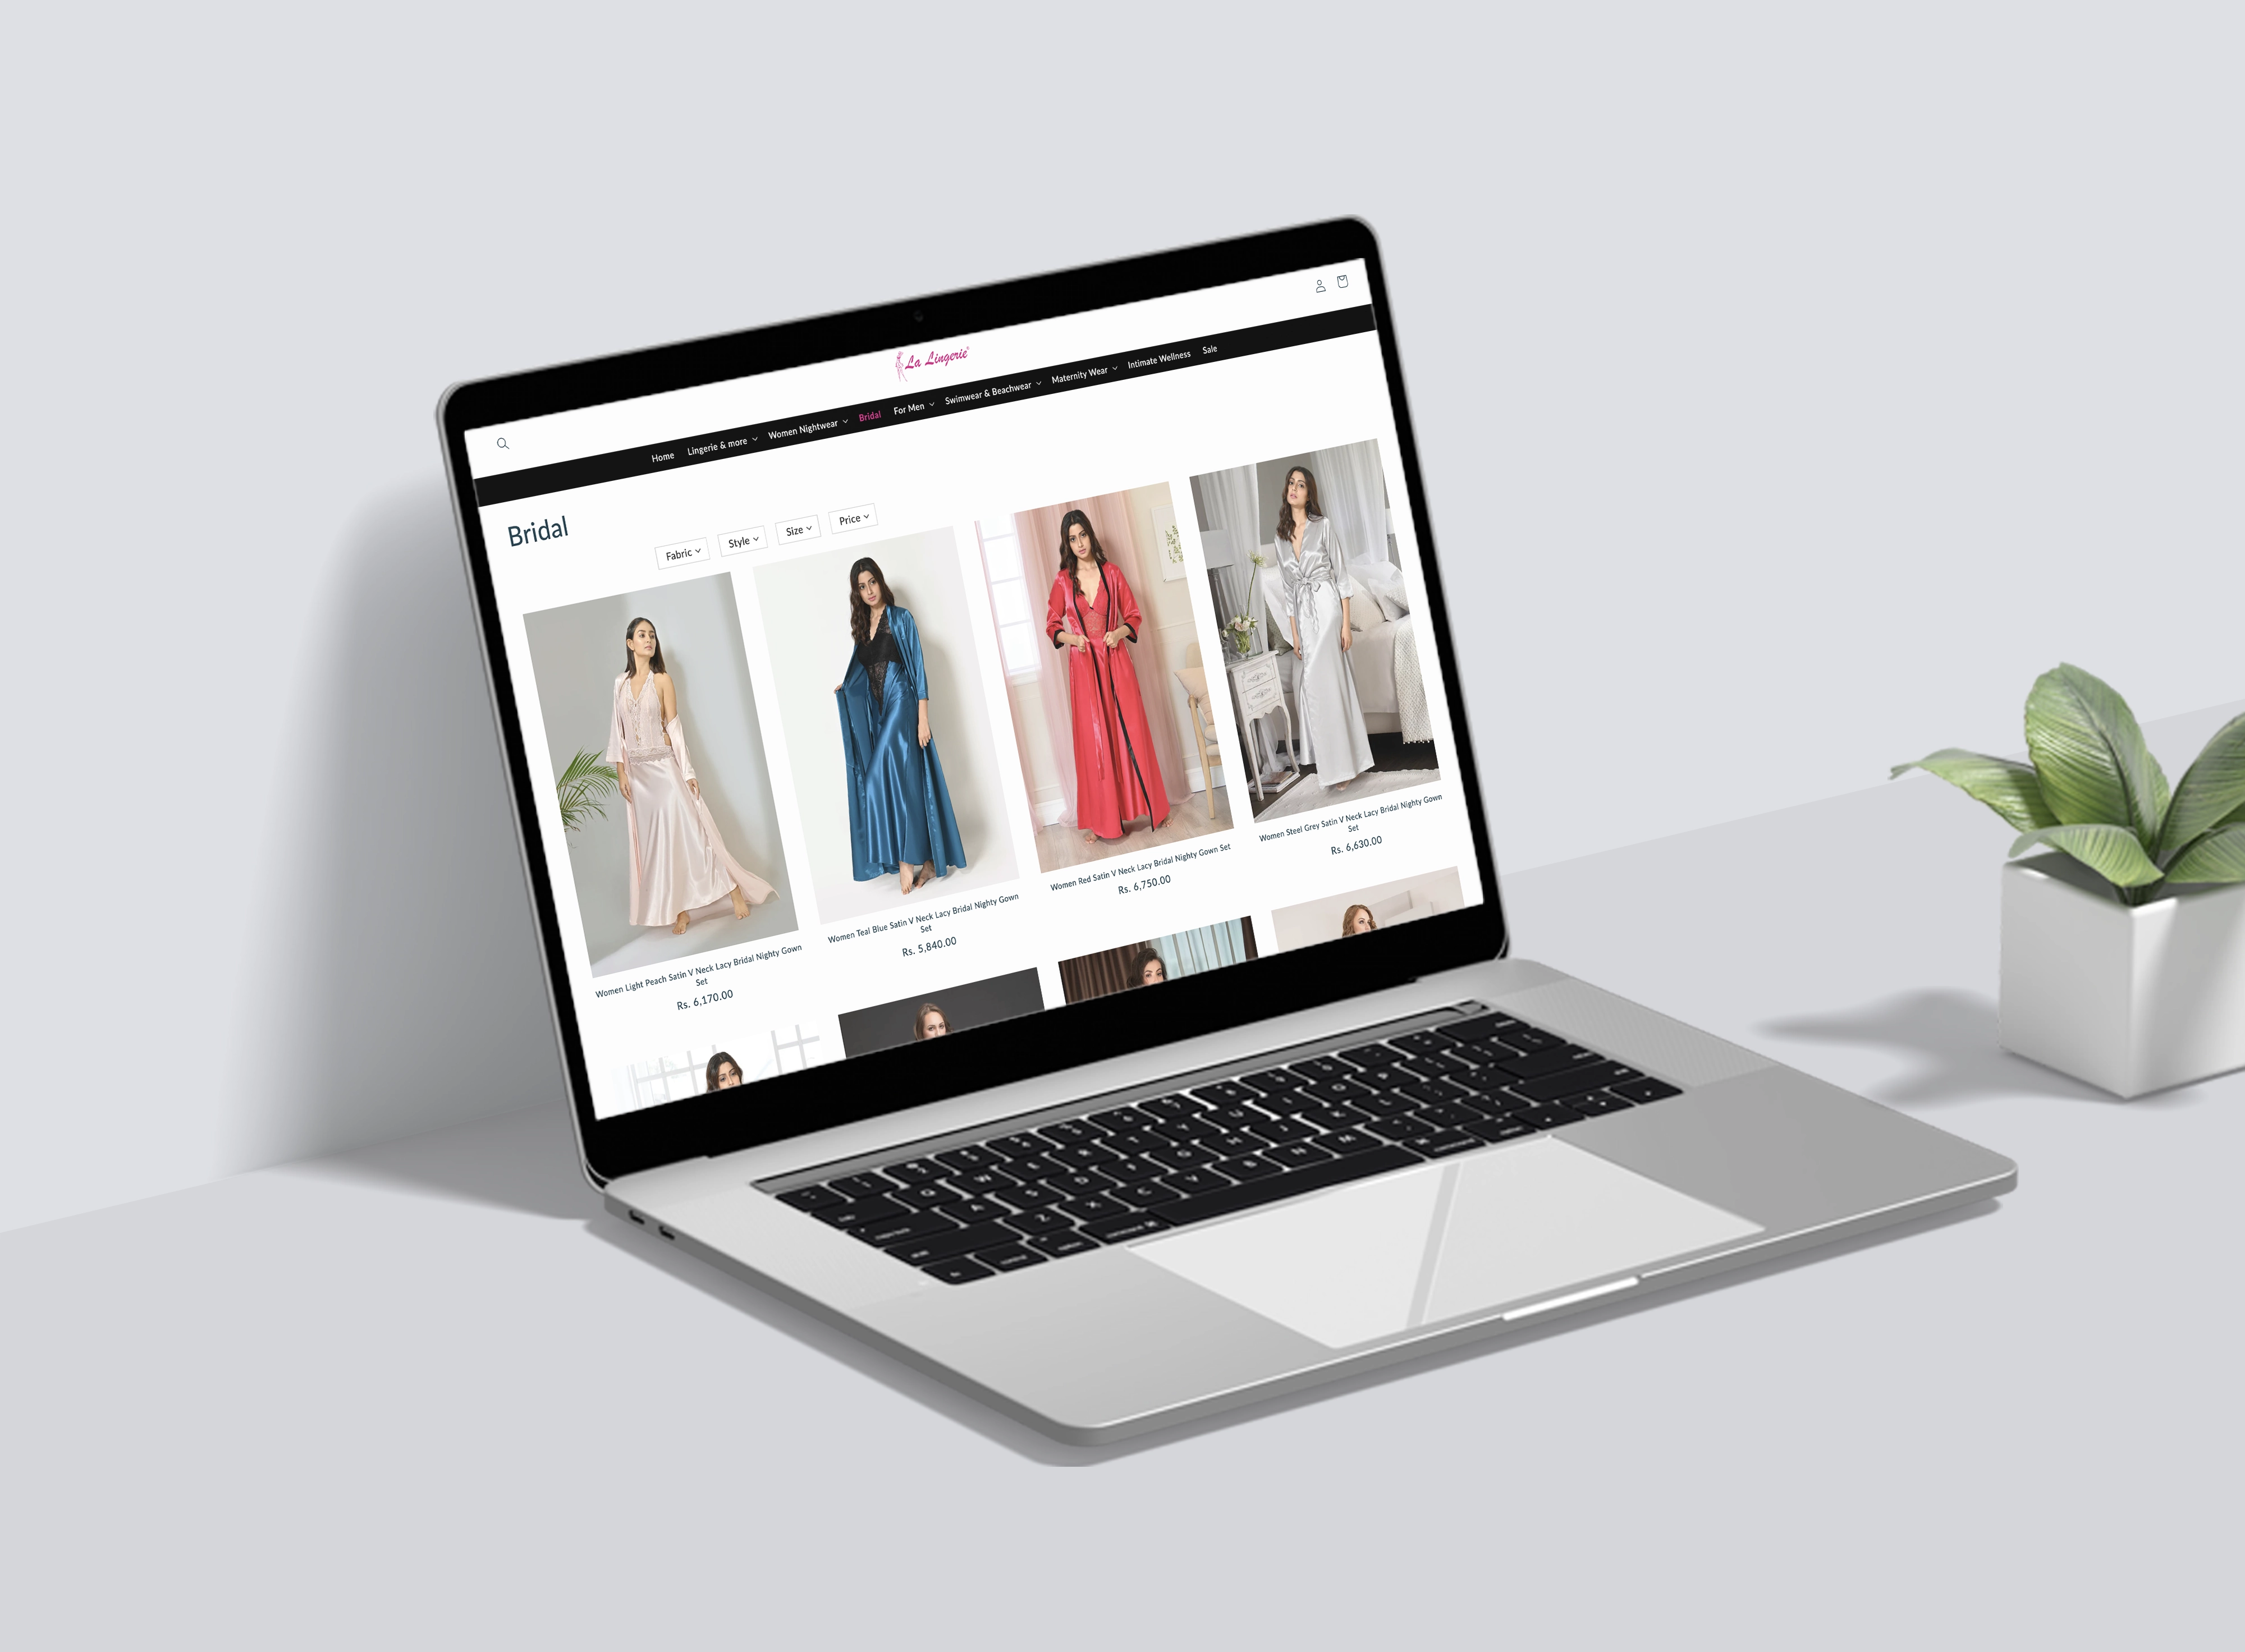 La Lingerie
Home Lingerie & more Women Nightwear Bridal For Men Swimwear & Beachwear Maternity Wear Intimate Wellness Sale
Bridal
Fabric Style Size Price
Women Light Peach Satin V Neck Lacy Bridal Nighty Gown
Set
Rs. 6,170.00
Women Teal Blue Satin V Neck Lacy Bridal Nighty Gown
Set
Rs. 5,840.00
Women Red Satin V Neck Lacy Bridal Nighty Gown Set
Rs. 6,750.00
Women Steel Grey Satin V Neck Lacy Bridal Nighty Gown
Set
Rs. 6,630.00